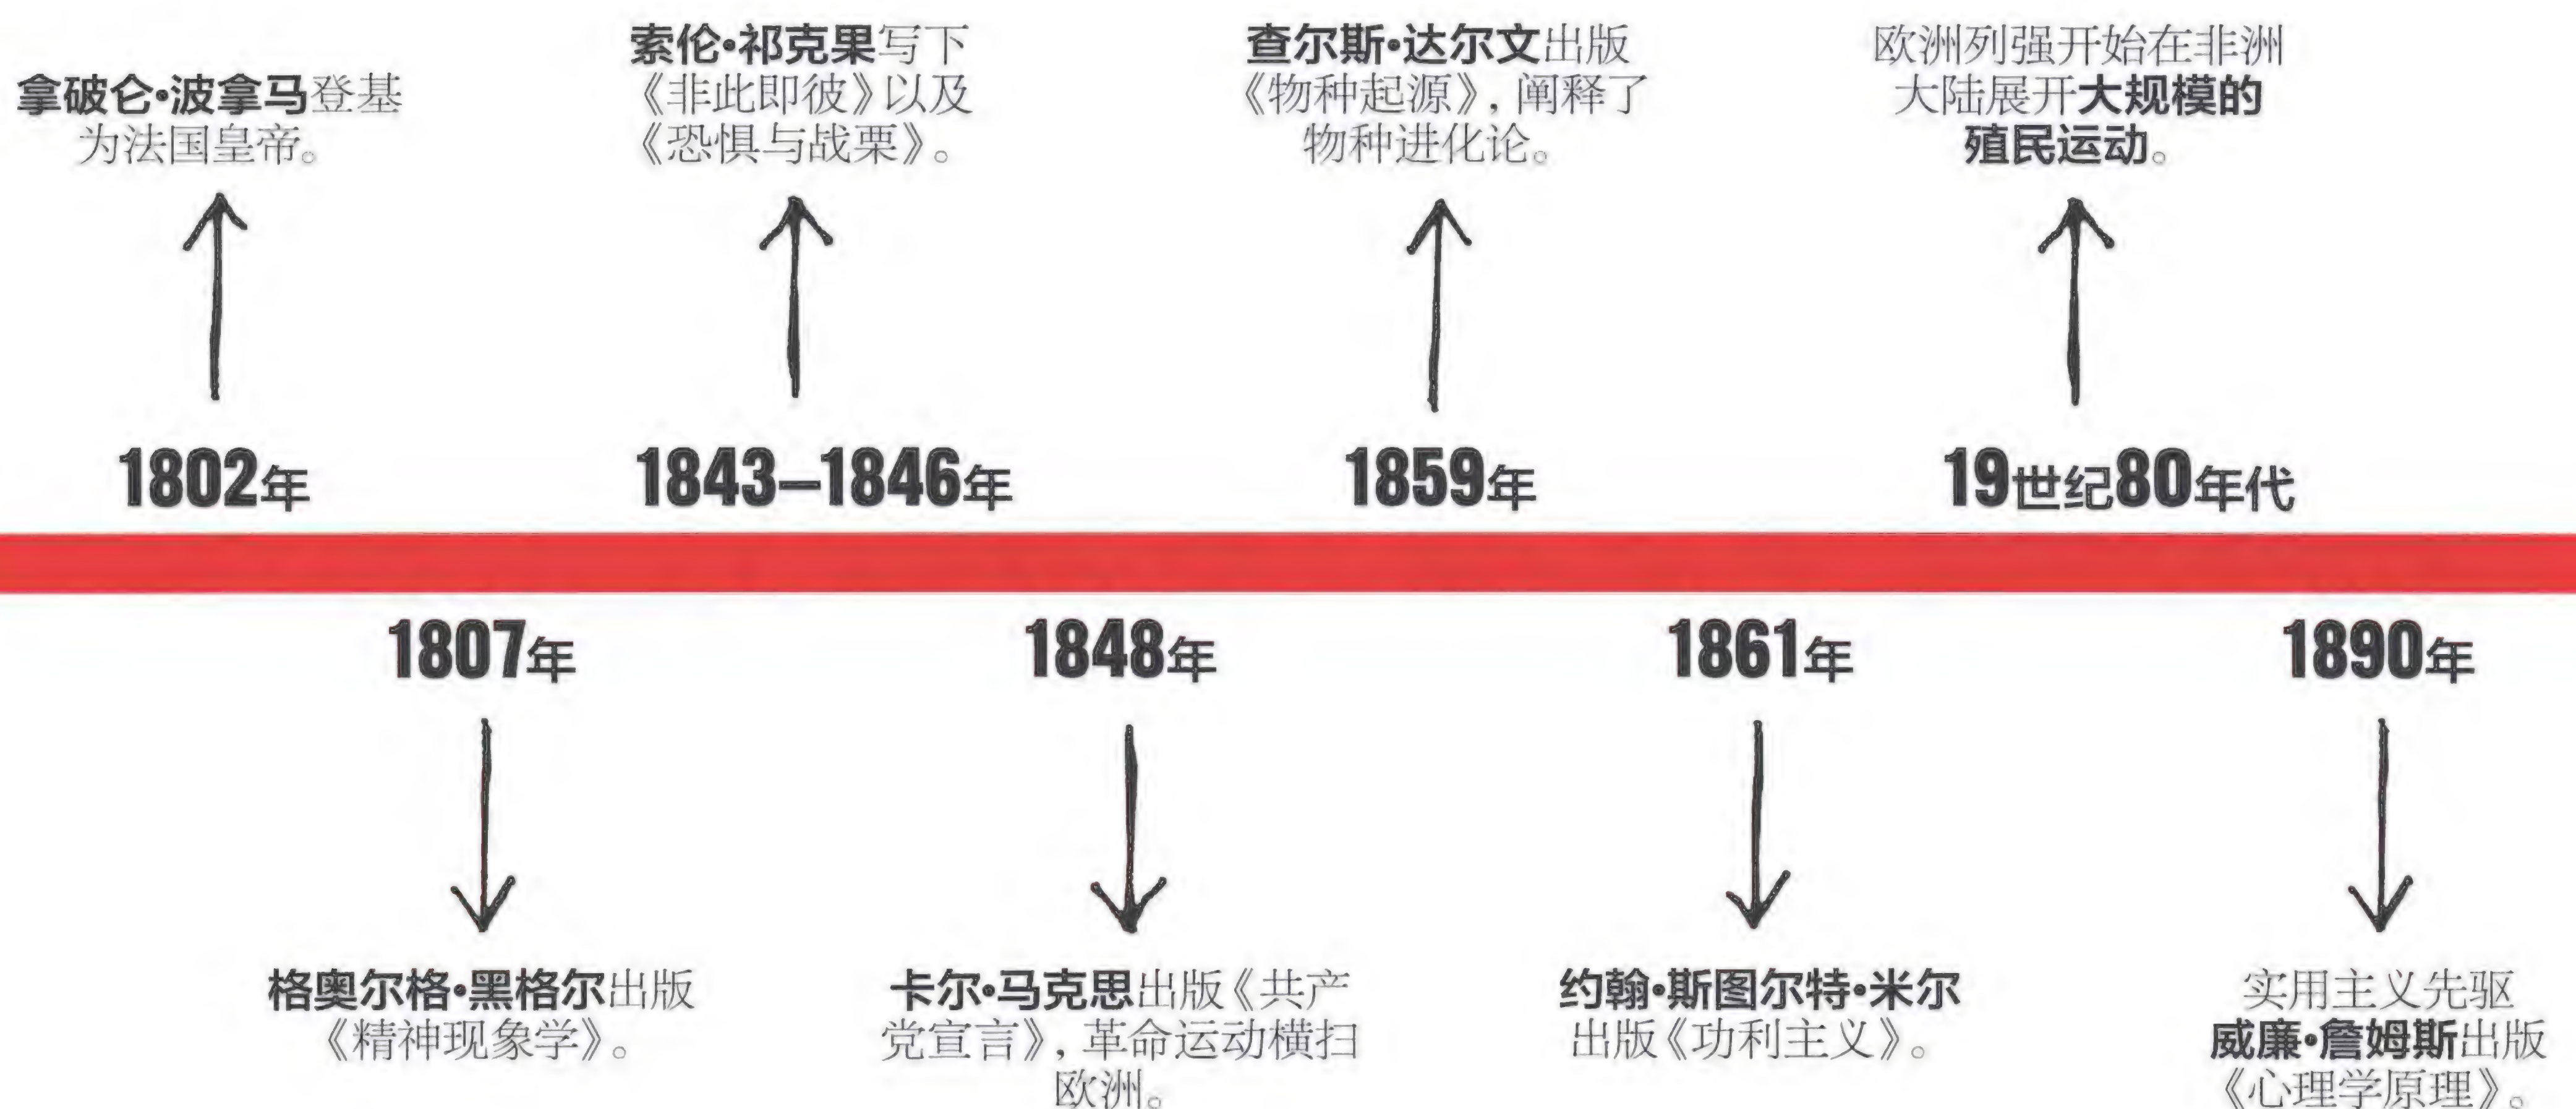 拿破仑•波拿马登基
为法国皇帝。
索伦•祁克果写下
《非此即彼》以及
《恐惧与战栗》。
查尔斯•达尔文出版
《物种起源》, 阐释了
物种进化论。
欧洲列强开始在非洲
大陆展开大规模的
殖民运动。
1802年
1843–1846年
1859年
19世纪80年代
1807年
1848年
1861年
1890年
格奥尔格•黑格尔出版
《精神现象学》。
卡尔•马克思出版《共产
党宣言》, 革命运动横扫
欧洲。
约翰•斯图尔特•米尔
出版《功利主义》。
实用主义先驱
威廉•詹姆斯出版
《心理学原理》。